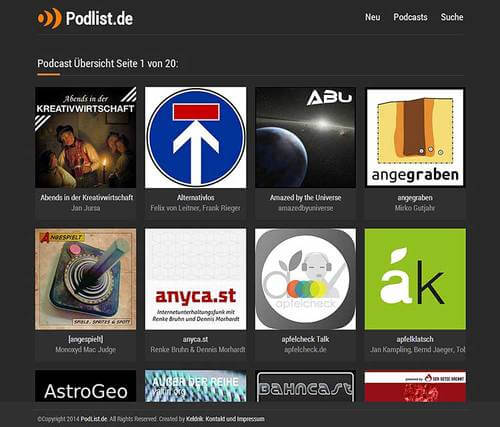 Podlist.de
Neu Podcasts Suche
Podcast Übersicht Seite 1 von 20:
Abends in der
KREATIVWIRTSCHAFT
ABU
angegraben
Abends in der Kreativwirtschaft
Jan Jursa
Alternativlos
Felix von Leitner, Frank Rieger
Amazed by the Universe
amazedbyuniverse
angegraben
Mirko Gutjahr
ANGESPIELT
SPIELE, SPRITES & SPOTT
anyca.st
Internetunterhaltungsfunk mit
Renke Bruhn und Dennis Morhardt
apfelcheck
ák
[angespielt]
Monoxyd Mac Judge
anyca.st
Renke Bruhn & Dennis Morhardt
apfelcheck Talk
apfelcheck.de
apfelklatsch
Jan Kampling, Bernd Jaeger, Tob
AstroGeo
AUßER DER REIHE
BAHNCAST
©Copyright 2014 PodList.de. All Rights Reserved. Created by Keldrik. Kontakt und Impressum